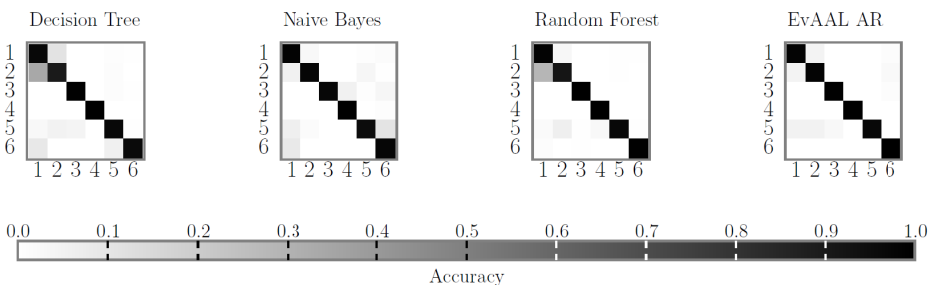 Decision Tree Naive Bayes Random Forest EvAAL AR
1 1 1 1
2 2 2 2
3 3 3 3
4 4 4 4
5 5 5 5
6 6 6 6
1 2 3 4 5 6 1 2 3 4 5 6 1 2 3 4 5 6 1 2 3 4 5 6
0.0 0.1 0.2 0.3 0.4 0.5 0.6 0.7 0.8 0.9 1.0
Accuracy